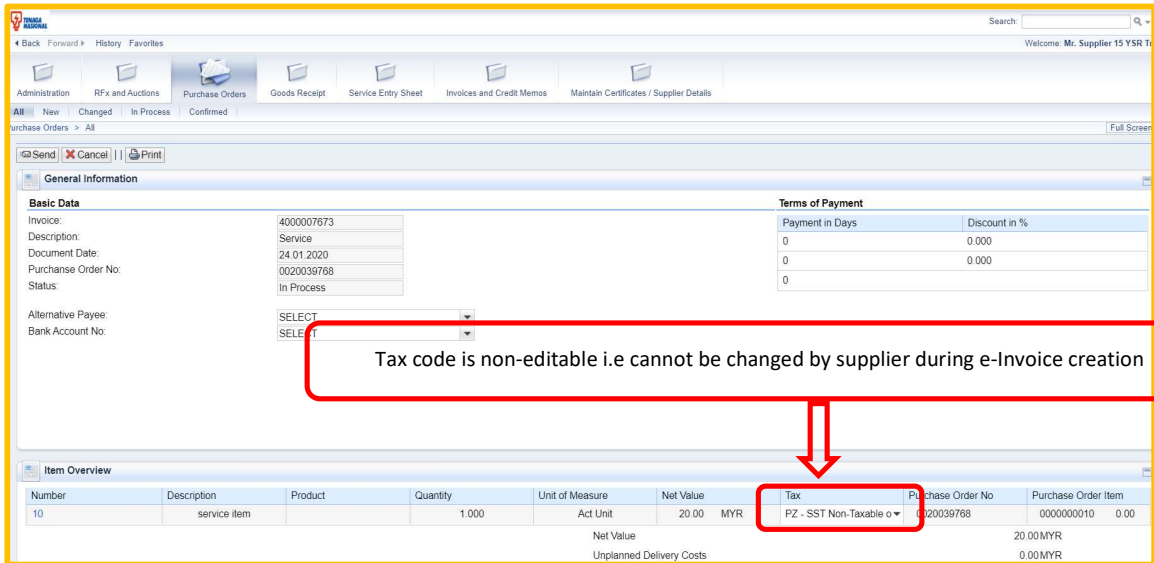 TENAGA
NASIONAL
Search:
Back Forward History Favorites
Welcome: Mr. Supplier 15 YSR Tr
Administration RFx and Auctions Purchase Orders Goods Receipt Service Entry Sheet Invoices and Credit Memos Maintain Certificates / Supplier Details
All New Changed In Process Confirmed
urchase Orders > All Full Screen
Send Cancel || Print
General Information
Basic Data Terms of Payment
Invoice: 4000007673 Payment in Days Discount in %
Description: Service 0 0.000
Document Date: 24.01.2020 0 0.000
Purchanse Order No: 0020039768 0
Status: In Process
Alternative Payee: SELECT
Bank Account No: SELECT
Tax code is non-editable i.e cannot be changed by supplier during e-Invoice creation
Item Overview
Number Description Product Quantity Unit of Measure Net Value Tax Purchase Order No Purchase Order Item
10 service item 1.000 Act Unit 20.00 MYR PZ - SST Non-Taxable o 0020039768 0000000010 0.00
Net Value 20.00 MYR
Unplanned Delivery Costs 0.00 MYR